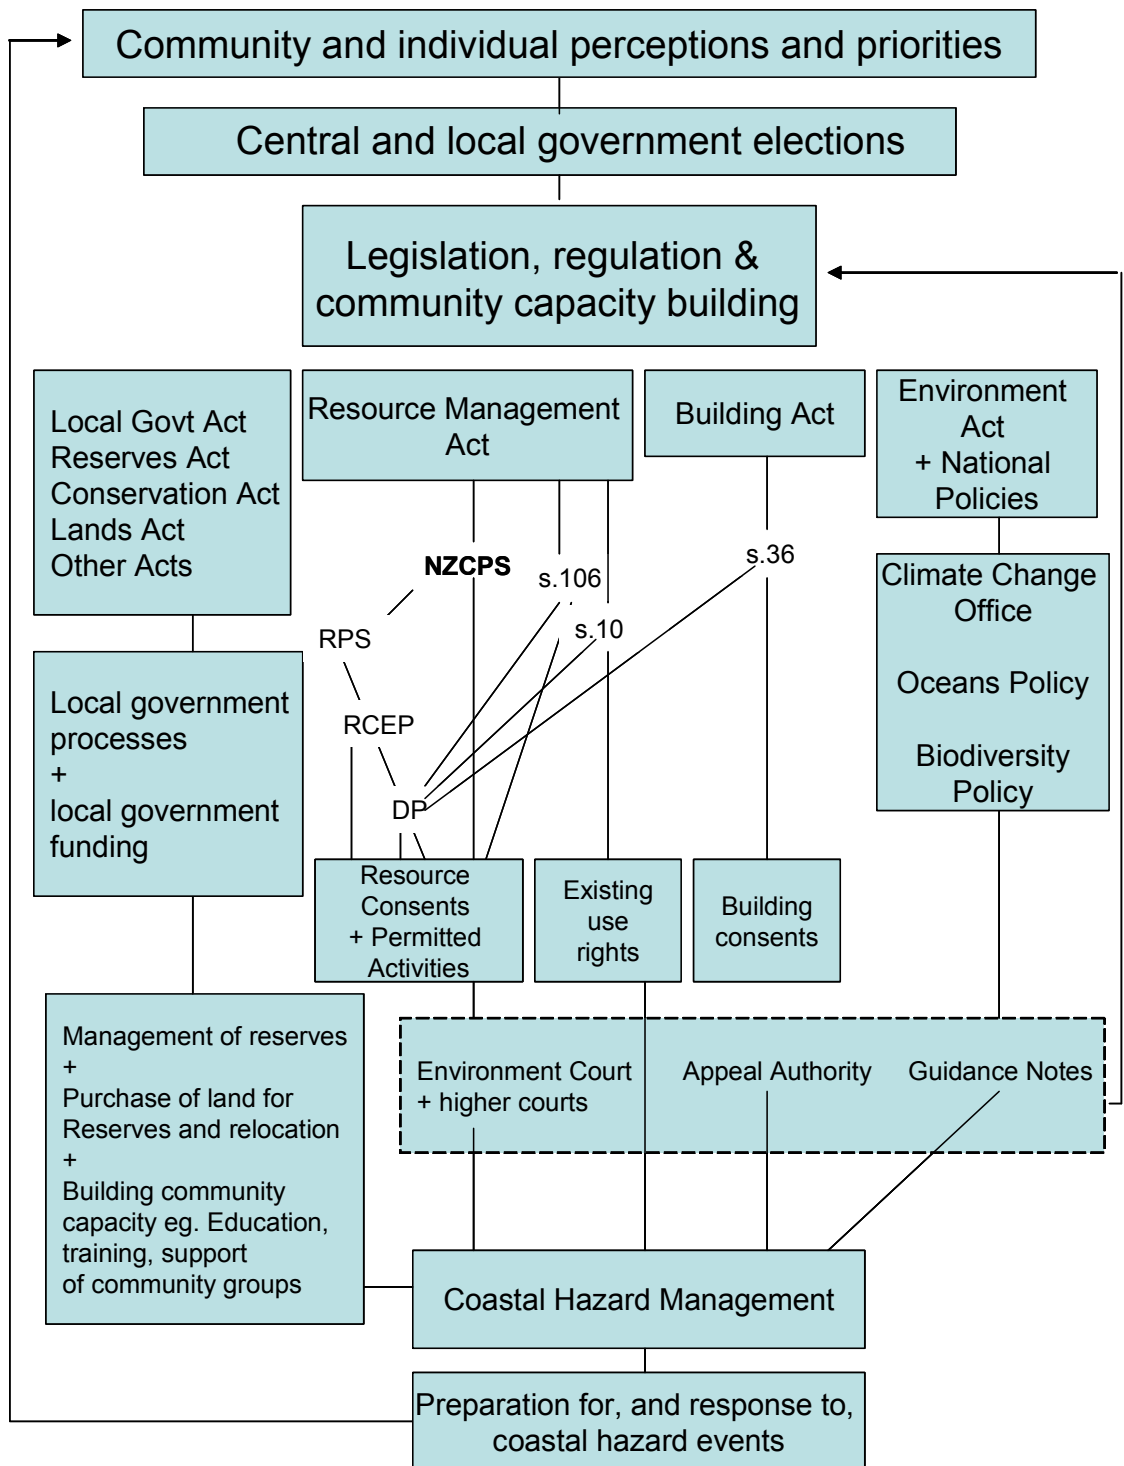 Community and individual perceptions and priorities
Central and local government elections
Legislation, regulation &
community capacity building
Local Govt Act
Reserves Act
Conservation Act
Lands Act
Other Acts
Resource Management
Act
Building Act
Environment
Act
+ National
Policies
NZCPS
s.106
s.36
s.10
RPS
RCEP
DP
Climate Change
Office
Oceans Policy
Biodiversity
Policy
Local government
processes
+
local government
funding
Resource
Consents
+ Permitted
Activities
Existing
use
rights
Building
consents
Management of reserves
+
Purchase of land for
Reserves and relocation
+
Building community
capacity eg. Education,
training, support
of community groups
Environment Court
+ higher courts
Appeal Authority
Guidance Notes
Coastal Hazard Management
Preparation for, and response to,
coastal hazard events